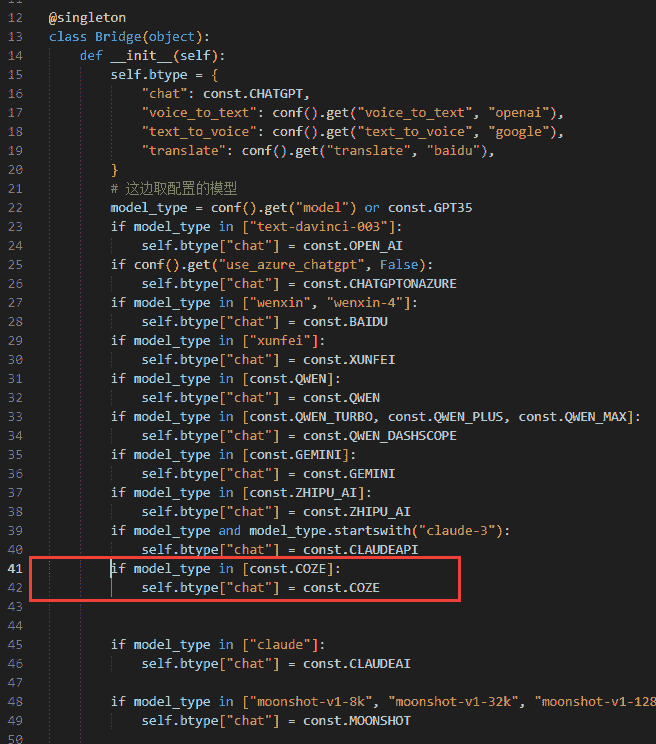 11
12 @singleton
13 class Bridge(object):
14     def __init__(self):
15         self.btype = {
16             "chat": const.CHATGPT,
17             "voice_to_text": conf().get("voice_to_text", "openai"),
18             "text_to_voice": conf().get("text_to_voice", "google"),
19             "translate": conf().get("translate", "baidu"),
20         }
21         # 这边取配置的模型
22         model_type = conf().get("model") or const.GPT35
23         if model_type in ["text-davinci-003"]:
24             self.btype["chat"] = const.OPEN_AI
25         if conf().get("use_azure_chatgpt", False):
26             self.btype["chat"] = const.CHATGPTONAZURE
27         if model_type in ["wenxin", "wenxin-4"]:
28             self.btype["chat"] = const.BAIDU
29         if model_type in ["xunfei"]:
30             self.btype["chat"] = const.XUNFEI
31         if model_type in [const.QWEN]:
32             self.btype["chat"] = const.QWEN
33         if model_type in [const.QWEN_TURBO, const.QWEN_PLUS, const.QWEN_MAX]:
34             self.btype["chat"] = const.QWEN_DASHSCOPE
35         if model_type in [const.GEMINI]:
36             self.btype["chat"] = const.GEMINI
37         if model_type in [const.ZHIPU_AI]:
38             self.btype["chat"] = const.ZHIPU_AI
39         if model_type and model_type.startswith("claude-3"):
40             self.btype["chat"] = const.CLAUDEAPI
41         if model_type in [const.COZE]:
42             self.btype["chat"] = const.COZE
43
44
45         if model_type in ["claude"]:
46             self.btype["chat"] = const.CLAUDEAI
47
48         if model_type in ["moonshot-v1-8k", "moonshot-v1-32k", "moonshot-v1-128
49             self.btype["chat"] = const.MOONSHOT
50